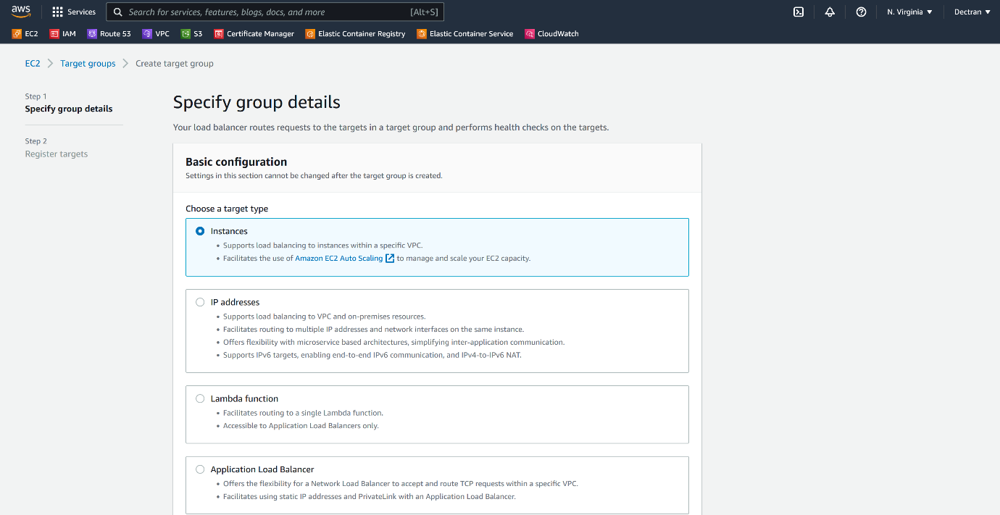 aws Services Search for services, features, blogs, docs, and more [Alt+S] N. Virginia Dectran
EC2 IAM Route 53 VPC S3 Certificate Manager Elastic Container Registry Elastic Container Service CloudWatch
EC2 Target groups Create target group
Step 1
Specify group details
Step 2
Register targets
Specify group details
Your load balancer routes requests to the targets in a target group and performs health checks on the targets.
Basic configuration
Settings in this section cannot be changed after the target group is created.
Choose a target type
Instances
• Supports load balancing to instances within a specific VPC.
• Facilitates the use of Amazon EC2 Auto Scaling to manage and scale your EC2 capacity.
IP addresses
• Supports load balancing to VPC and on-premises resources.
• Facilitates routing to multiple IP addresses and network interfaces on the same instance.
• Offers flexibility with microservice based architectures, simplifying inter-application communication.
• Supports IPv6 targets, enabling end-to-end IPv6 communication, and IPv4-to-IPv6 NAT.
Lambda function
• Facilitates routing to a single Lambda function.
• Accessible to Application Load Balancers only.
Application Load Balancer
• Offers the flexibility for a Network Load Balancer to accept and route TCP requests within a specific VPC.
• Facilitates using static IP addresses and PrivateLink with an Application Load Balancer.